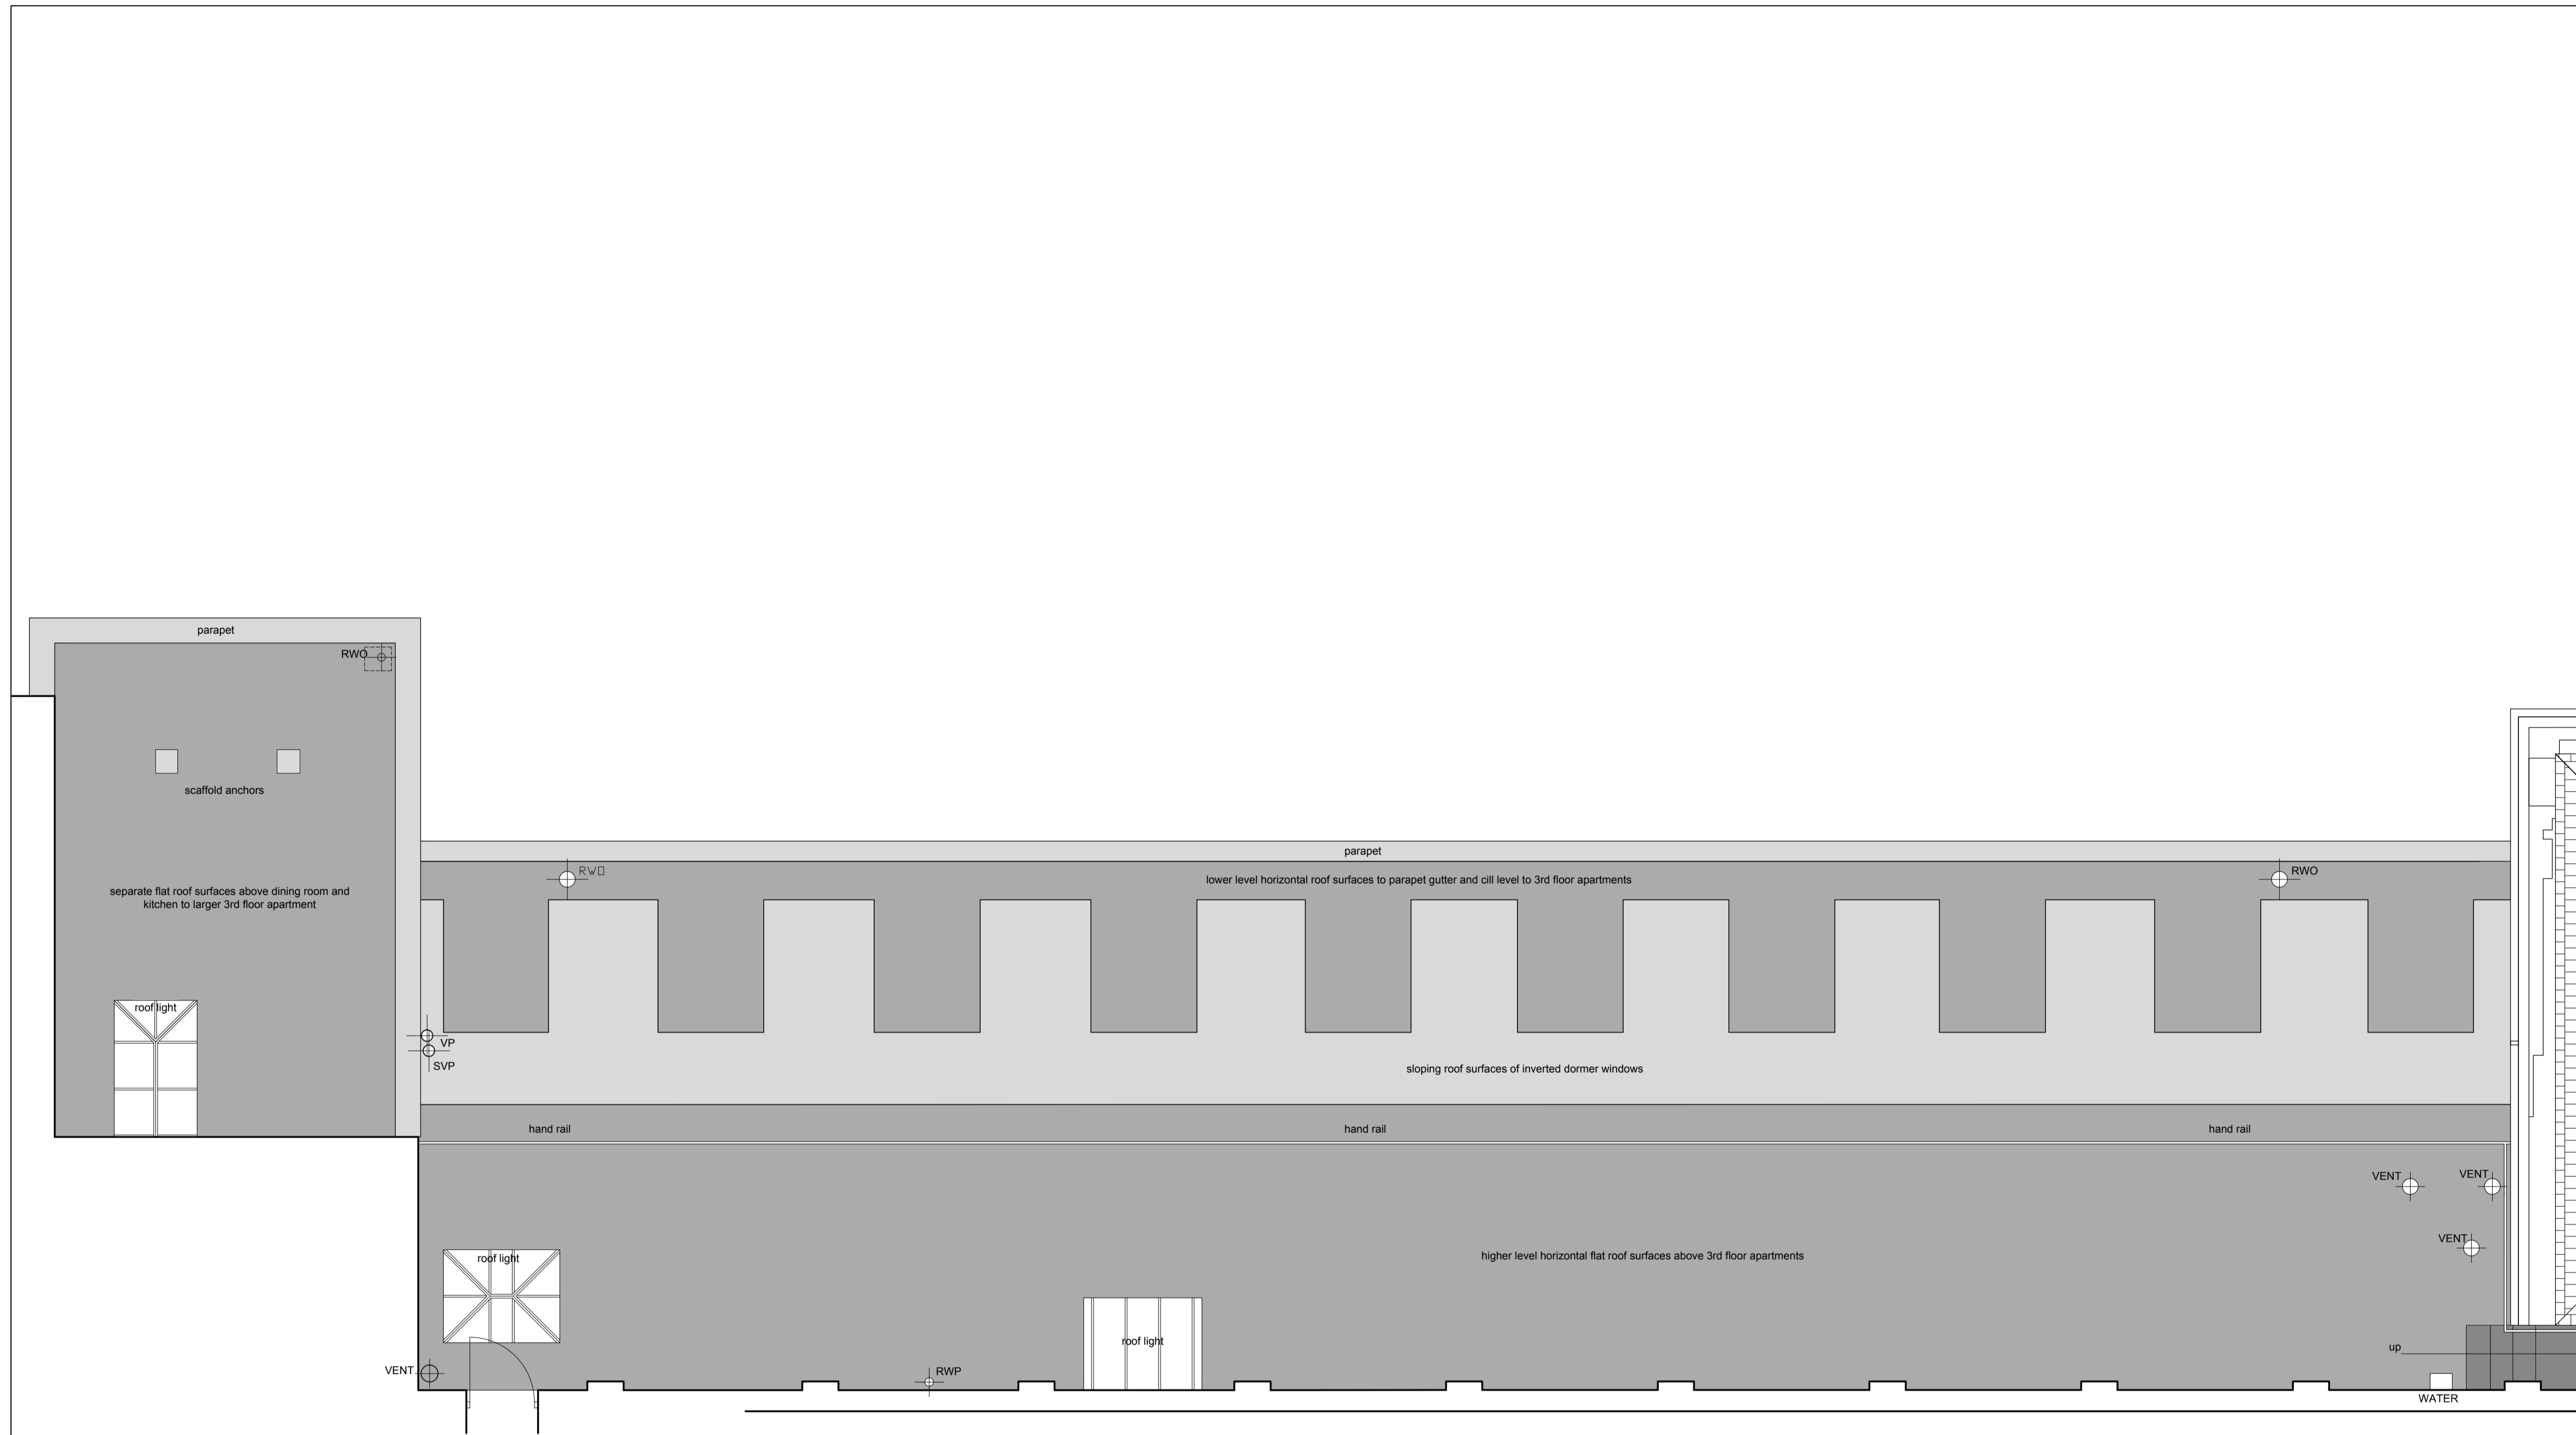 parapet
RWO
scaffold anchors
separate flat roof surfaces above dining room and
kitchen to larger 3rd floor apartment
roof light
parapet
RWO
lower level horizontal roof surfaces to parapet gutter and cill level to 3rd floor apartments
RWO
VP
SVP
sloping roof surfaces of inverted dormer windows
hand rail
hand rail
hand rail
VENT
VENT
VENT
roof light
higher level horizontal flat roof surfaces above 3rd floor apartments
roof light
up
VENT
RWP
WATER